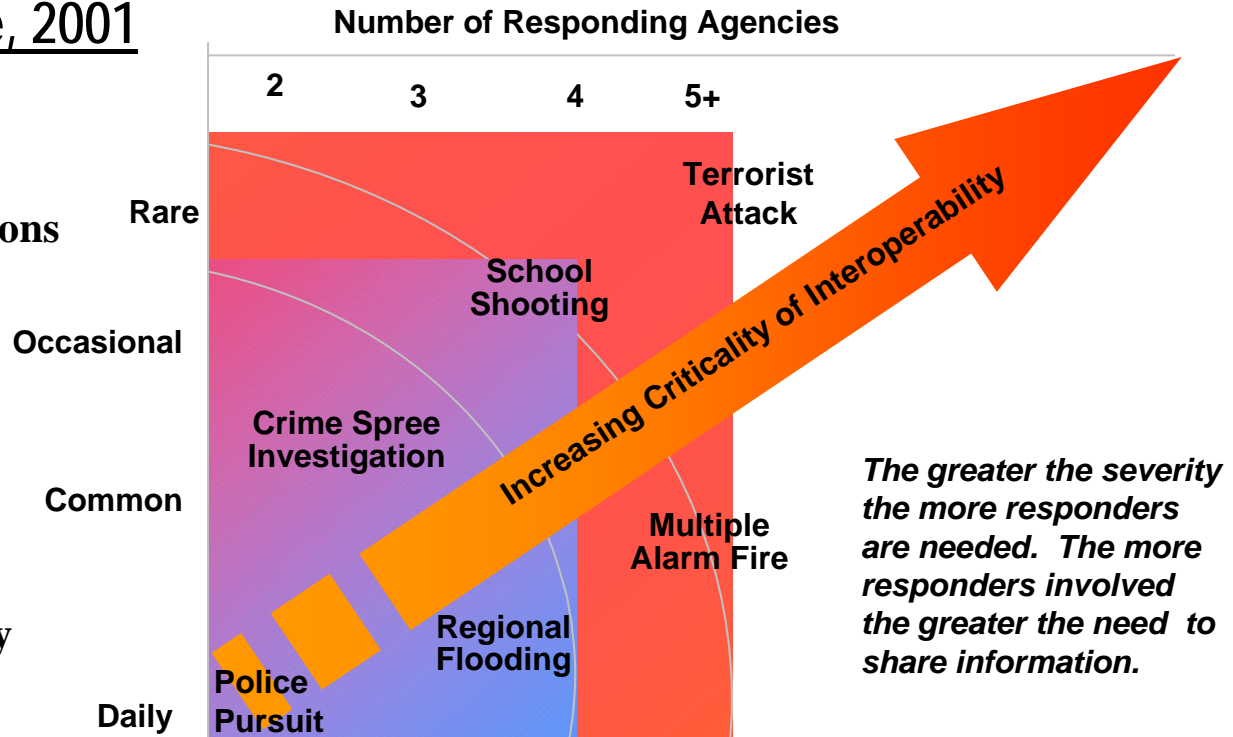 e, 2001
Number of Responding Agencies
2 3 4 5+
Terrorist
Attack
Rare
ons
School
Shooting
Occasional
Increasing Criticality of Interoperability
Crime Spree
Investigation
Common
The greater the severity
the more responders
are needed. The more
responders involved
the greater the need to
share information.
Multiple
Alarm Fire
Regional
Flooding
y
Police
Pursuit
Daily